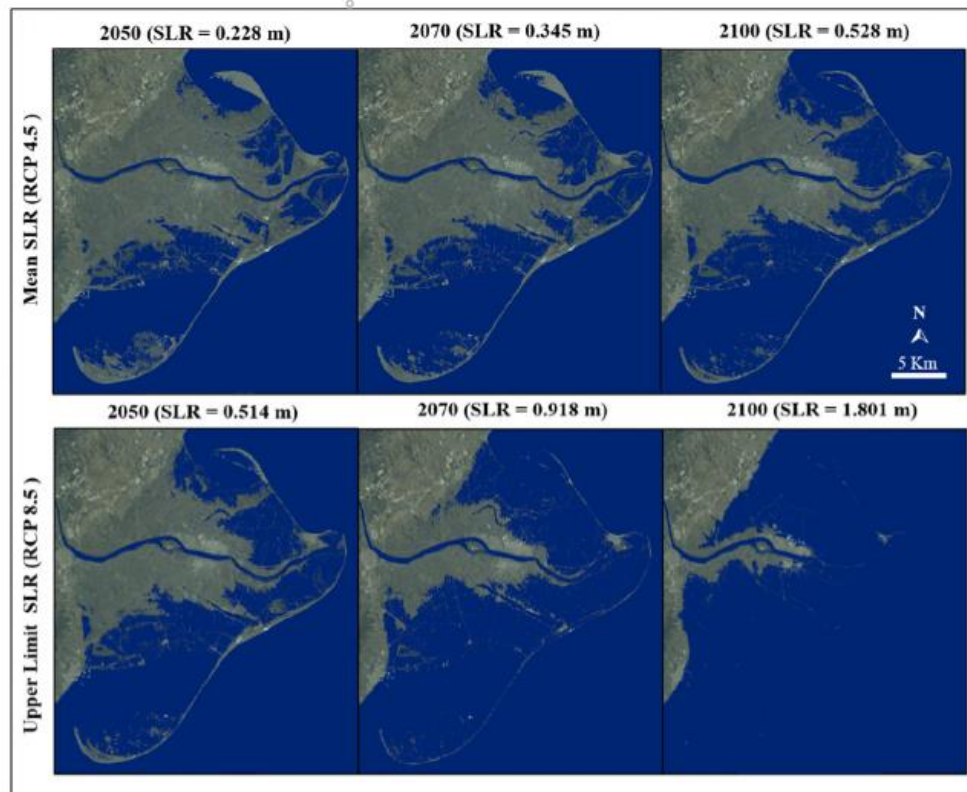 2050 (SLR = 0.228 m) 2070 (SLR = 0.345 m) 2100 (SLR = 0.528 m)
Mean SLR (RCP 4.5 )
N
5 Km
2050 (SLR = 0.514 m) 2070 (SLR = 0.918 m) 2100 (SLR = 1.801 m)
Upper Limit SLR (RCP 8.5)